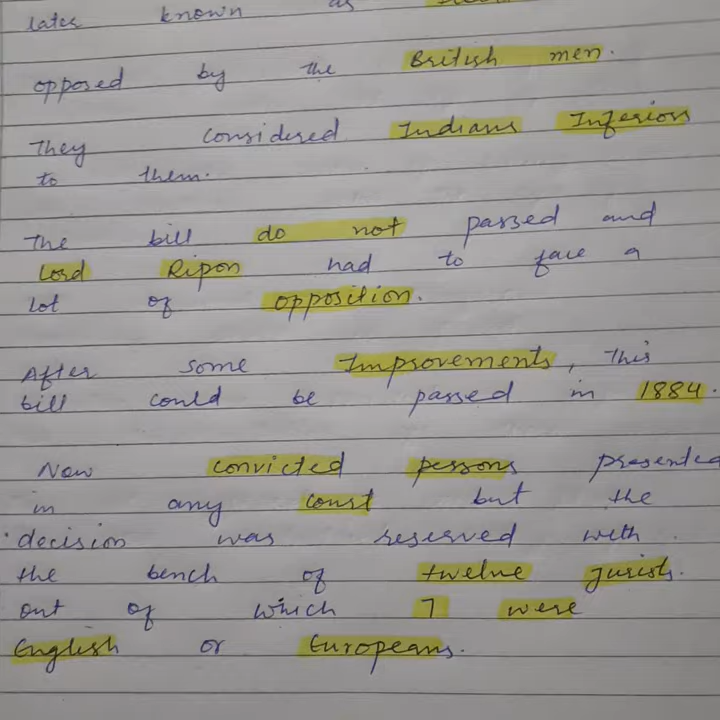 later known as
opposed by the British men.
They considered Indians Inferiors
to them.
The bill do not passed and
Lord Ripon had to face a
lot of opposition.
After some Improvements, This
bill could be passed in 1884.
Now convicted persons presented
in any court but the
decision was reserved with
the bench of twelve jurists.
out of which 7 were
English or Europeans.